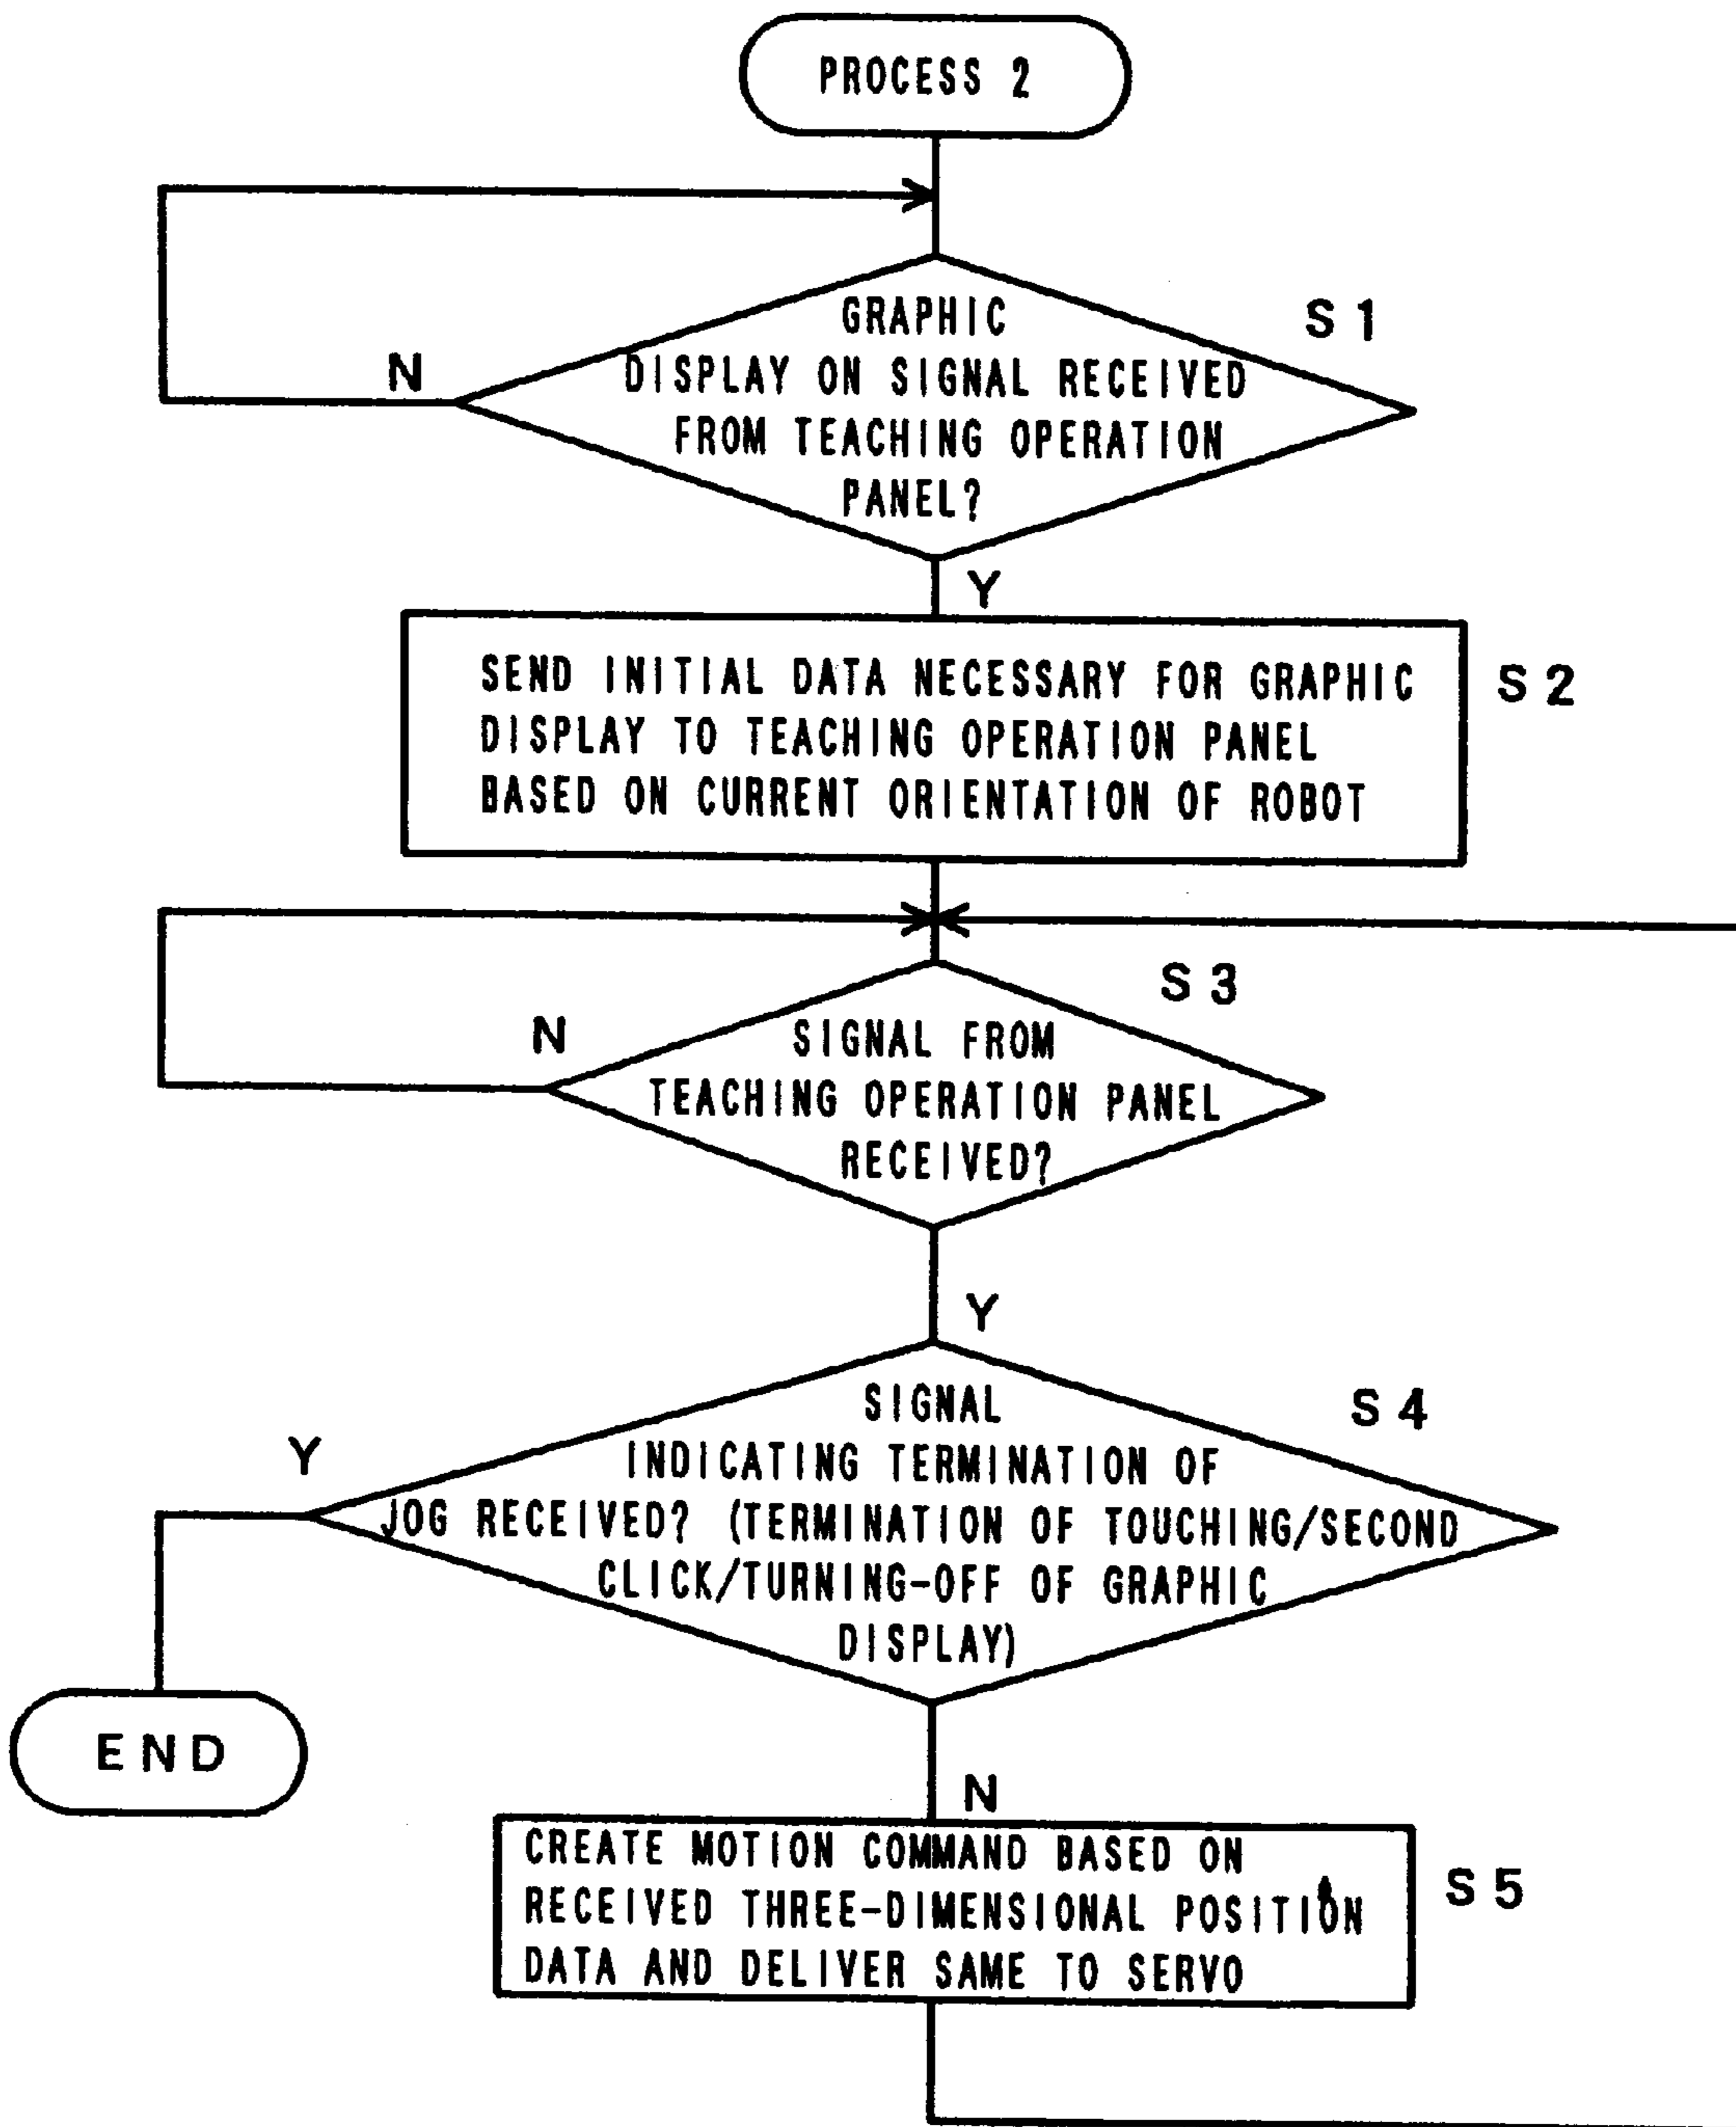 PROCESS 2
GRAPHIC
DISPLAY ON SIGNAL RECEIVED
FROM TEACHING OPERATION
PANEL?
S1
N
Y
SEND INITIAL DATA NECESSARY FOR GRAPHIC
DISPLAY TO TEACHING OPERATION PANEL
BASED ON CURRENT ORIENTATION OF ROBOT
S2
S3
N
SIGNAL FROM
TEACHING OPERATION PANEL
RECEIVED?
Y
S4
Y
SIGNAL
INDICATING TERMINATION OF
JOG RECEIVED? (TERMINATION OF TOUCHING/SECOND
CLICK/TURNING-OFF OF GRAPHIC
DISPLAY)
END
N
CREATE MOTION COMMAND BASED ON
RECEIVED THREE-DIMENSIONAL POSITION
DATA AND DELIVER SAME TO SERVO
S5